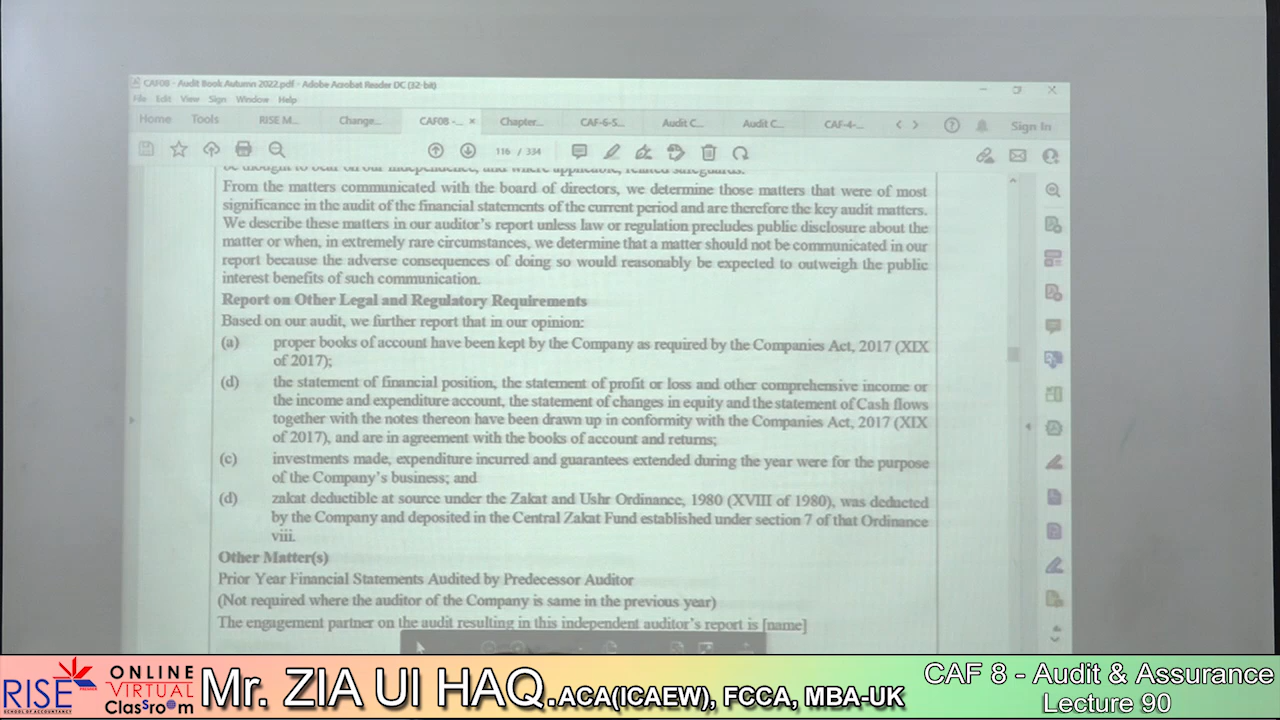 CAF08 - Audit Book Autumn 2022.pdf - Adobe Acrobat Reader DC (32-bit)
File Edit View Sign Window Help
Home Tools RISE M... Change... CAF08 -... × Chapter... CAF-6-S... Audit C... Audit C... CAF-4-... Sign In
116 / 334
be thought to bear on our independence, and where applicable, related safeguards.
From the matters communicated with the board of directors, we determine those matters that were of most
significance in the audit of the financial statements of the current period and are therefore the key audit matters.
We describe these matters in our auditor's report unless law or regulation precludes public disclosure about the
matter or when, in extremely rare circumstances, we determine that a matter should not be communicated in our
report because the adverse consequences of doing so would reasonably be expected to outweigh the public
interest benefits of such communication.
Report on Other Legal and Regulatory Requirements
Based on our audit, we further report that in our opinion:
(a) proper books of account have been kept by the Company as required by the Companies Act, 2017 (XIX
of 2017);
(d) the statement of financial position, the statement of profit or loss and other comprehensive income or
the income and expenditure account, the statement of changes in equity and the statement of Cash flows
together with the notes thereon have been drawn up in conformity with the Companies Act, 2017 (XIX
of 2017), and are in agreement with the books of account and returns;
(c) investments made, expenditure incurred and guarantees extended during the year were for the purpose
of the Company's business; and
(d) zakat deductible at source under the Zakat and Ushr Ordinance, 1980 (XVIII of 1980), was deducted
by the Company and deposited in the Central Zakat Fund established under section 7 of that Ordinance
viii.
Other Matter(s)
Prior Year Financial Statements Audited by Predecessor Auditor
(Not required where the auditor of the Company is same in the previous year)
The engagement partner on the audit resulting in this independent auditor's report is [name]
RISE PREMIER
SCHOOL OF ACCOUNTANCY
ONLINE
VIRTUAL
Classroom
Mr. ZIA Ul HAQ.ACA(ICAEW), FCCA, MBA-UK
CAF 8 - Audit & Assurance
Lecture 90